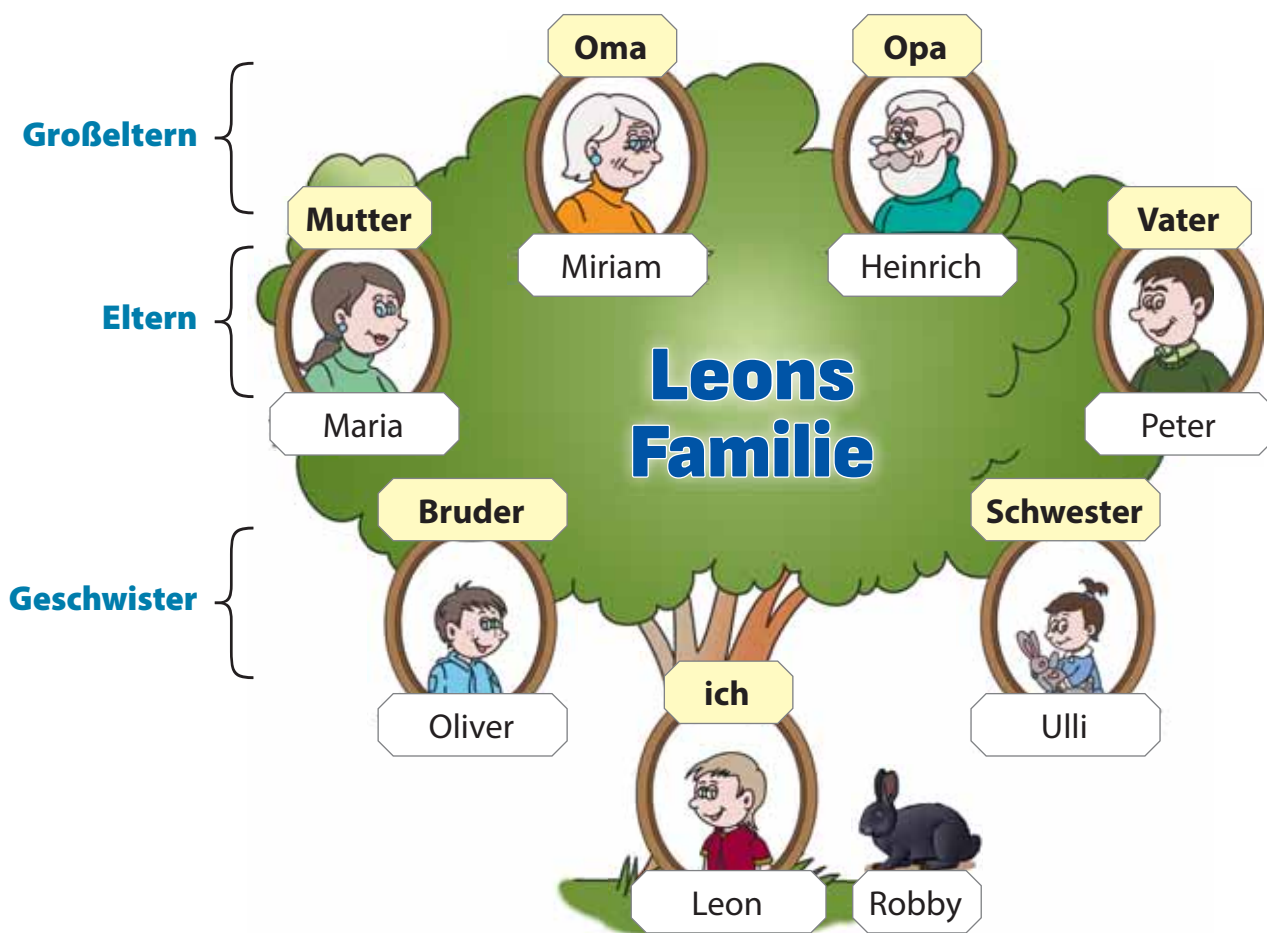 Oma
Opa
Großeltern
Mutter
Vater
Miriam
Heinrich
Eltern
Leons
Familie
Maria
Peter
Bruder
Schwester
Geschwister
ich
Oliver
Ulli
Leon
Robby